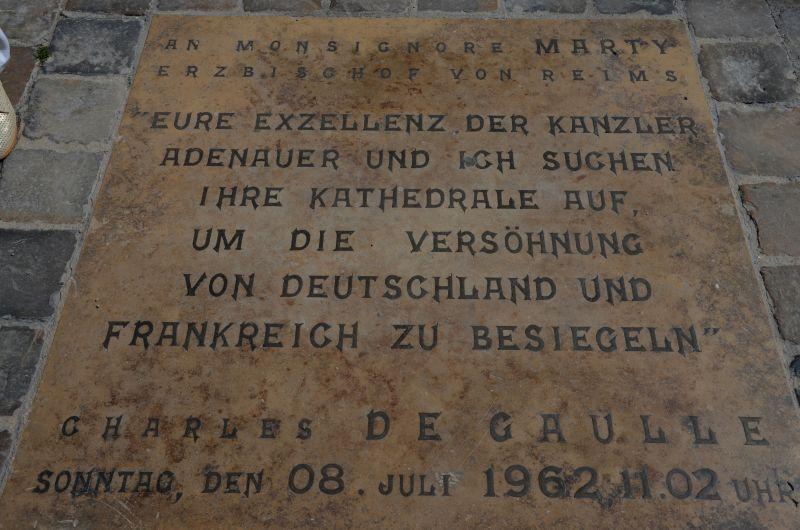 AN MONSIGNORE MARTY
ERZBISCHOF VON REIMS
"EURE EXZELLENZ, DER KANZLER
ADENAUER UND ICH SUCHEN
IHRE KATHEDRALE AUF,
UM DIE VERSÖHNUNG
VON DEUTSCHLAND UND
FRANKREICH ZU BESIEGELN"
CHARLES DE GAULLE
SONNTAG, DEN 08. JULI 1962 11.02 UHR